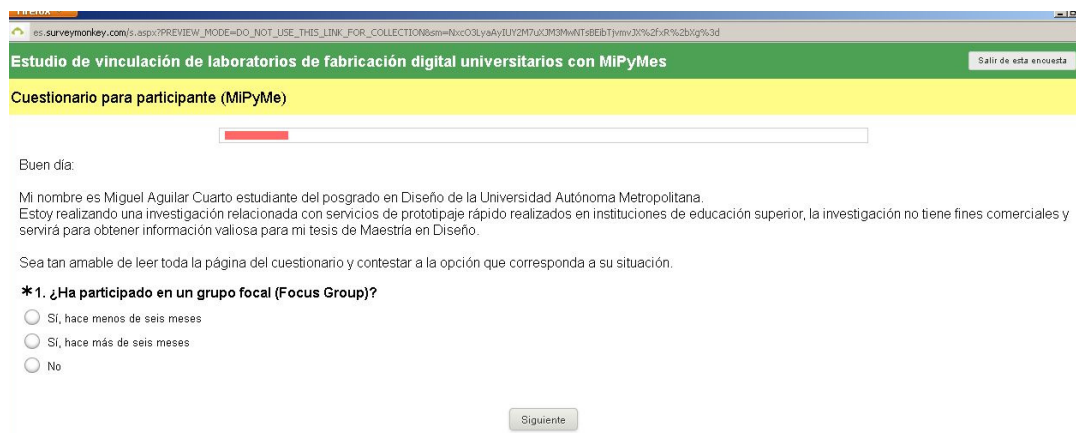 Firefox
es.surveymonkey.com/s.aspx?PREVIEW_MODE=DO_NOT_USE_THIS_LINK_FOR_COLLECTION&sm=NxcO3LyaAyIUY2M7uXJM3MwNTsBEibTjvmvJX%2fxR%2bXg%3d
Estudio de vinculación de laboratorios de fabricación digital universitarios con MiPyMes
Salir de esta encuesta
Cuestionario para participante (MiPyMe)
Buen día:
Mi nombre es Miguel Aguilar Cuarto estudiante del posgrado en Diseño de la Universidad Autónoma Metropolitana.
Estoy realizando una investigación relacionada con servicios de prototipaje rápido realizados en instituciones de educación superior, la investigación no tiene fines comerciales y
servirá para obtener información valiosa para mi tesis de Maestría en Diseño.
Sea tan amable de leer toda la página del cuestionario y contestar a la opción que corresponda a su situación.
*1. ¿Ha participado en un grupo focal (Focus Group)?
Sí, hace menos de seis meses
Sí, hace más de seis meses
No
Siguiente